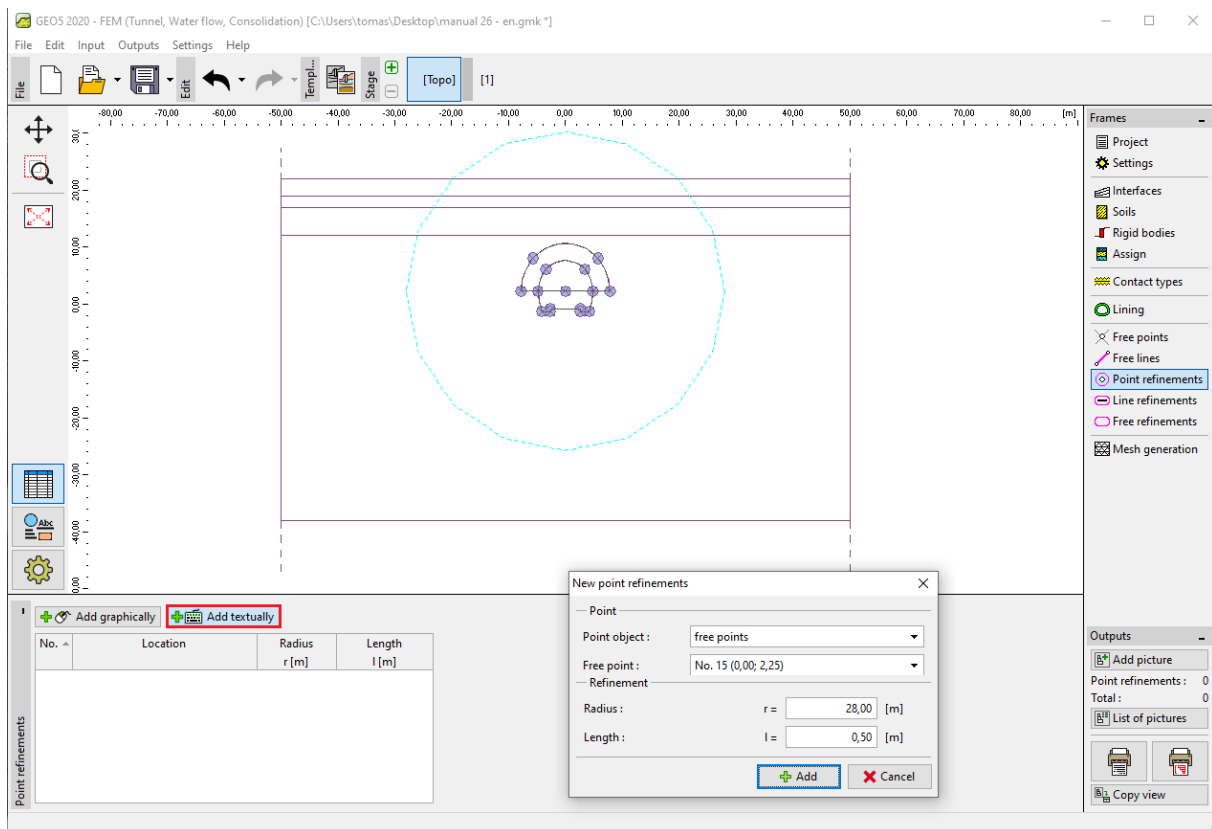 GEO5 2020 - FEM (Tunnel, Water flow, Consolidation) [C:\Users\tomas\Desktop\manual 26 - en.gmk *]
File Edit Input Outputs Settings Help
File Edit Templ... Stage [Topo] [1]
-80,00 -70,00 -60,00 -50,00 -40,00 -30,00 -20,00 -10,00 0,00 10,00 20,00 30,00 40,00 50,00 60,00 70,00 80,00 [m]
20,00
10,00
0,00
-10,00
-20,00
-30,00
-40,00
Abc
Frames
Project
Settings
Interfaces
Soils
Rigid bodies
Assign
Contact types
Lining
Free points
Free lines
Point refinements
Line refinements
Free refinements
Mesh generation
Point refinements
Add graphically Add textually
No. Location Radius Length
r [m] l [m]
New point refinements
Point
Point object : free points
Free point : No. 15 (0,00; 2,25)
Refinement
Radius : r = 28,00 [m]
Length : l = 0,50 [m]
Add Cancel
Outputs
Add picture
Point refinements : 0
Total : 0
List of pictures
Copy view